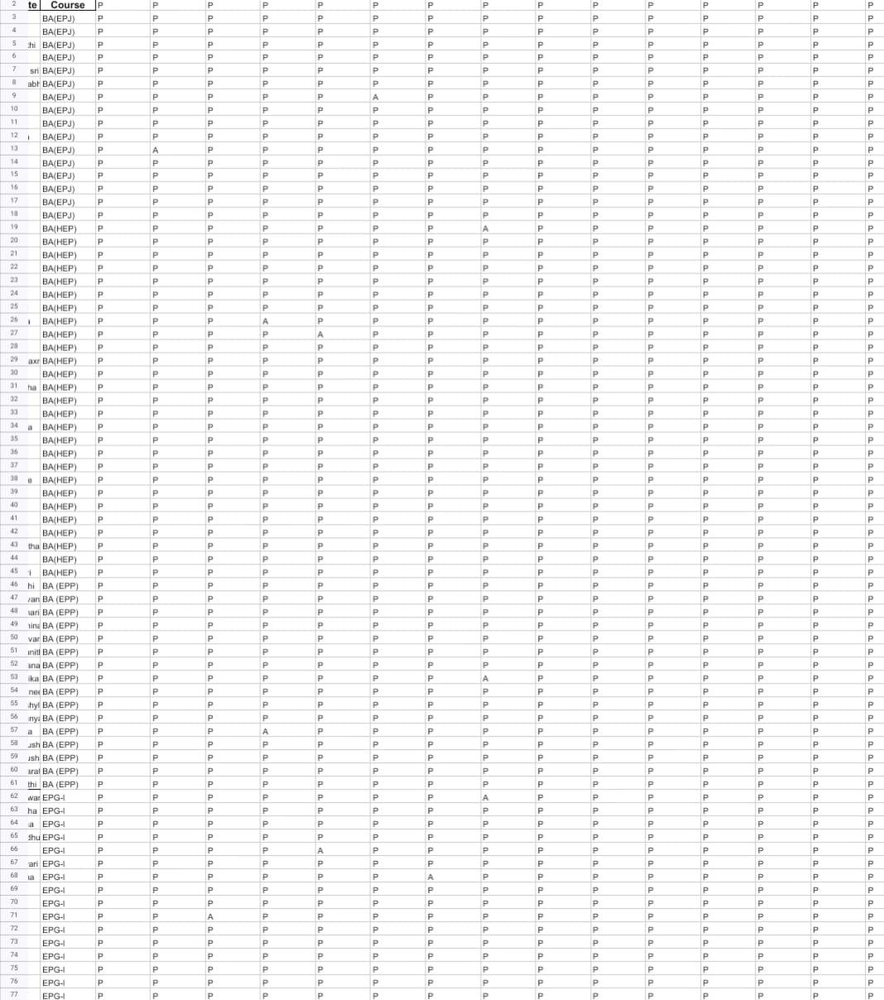 2 te Course P P P P P P P P P P P P P P P
3 BA(EPJ) P P P P P P P P P P P P P P P
4 BA(EPJ) P P P P P P P P P P P P P P P
5 hi BA(EPJ) P P P P P P P P P P P P P P P
6 BA(EPJ) P P P P P P P P P P P P P P P
7 sri BA(EPJ) P P P P P P P P P P P P P P P
8 abh BA(EPJ) P P P P P P P P P P P P P P P
9 BA(EPJ) P P P P P A P P P P P P P P P
10 BA(EPJ) P P P P P P P P P P P P P P P
11 BA(EPJ) P P P P P P P P P P P P P P P
12 BA(EPJ) P P P P P P P P P P P P P P P
13 BA(EPJ) P A P P P P P P P P P P P P P
14 BA(EPJ) P P P P P P P P P P P P P P P
15 BA(EPJ) P P P P P P P P P P P P P P P
16 BA(EPJ) P P P P P P P P P P P P P P P
17 BA(EPJ) P P P P P P P P P P P P P P P
18 BA(EPJ) P P P P P P P P P P P P P P P
19 BA(HEP) P P P P P P P A P P P P P P P
20 BA(HEP) P P P P P P P P P P P P P P P
21 BA(HEP) P P P P P P P P P P P P P P P
22 BA(HEP) P P P P P P P P P P P P P P P
23 BA(HEP) P P P P P P P P P P P P P P P
24 BA(HEP) P P P P P P P P P P P P P P P
25 BA(HEP) P P P P P P P P P P P P P P P
26 BA(HEP) P P P A P P P P P P P P P P P
27 BA(HEP) P P P P A P P P P P P P P P P
28 BA(HEP) P P P P P P P P P P P P P P P
29 axr BA(HEP) P P P P P P P P P P P P P P P
30 BA(HEP) P P P P P P P P P P P P P P P
31 ha BA(HEP) P P P P P P P P P P P P P P P
32 BA(HEP) P P P P P P P P P P P P P P P
33 BA(HEP) P P P P P P P P P P P P P P P
34 a BA(HEP) P P P P P P P P P P P P P P P
35 BA(HEP) P P P P P P P P P P P P P P P
36 BA(HEP) P P P P P P P P P P P P P P P
37 BA(HEP) P P P P P P P P P P P P P P P
38 e BA(HEP) P P P P P P P P P P P P P P P
39 BA(HEP) P P P P P P P P P P P P P P P
40 BA(HEP) P P P P P P P P P P P P P P P
41 BA(HEP) P P P P P P P P P P P P P P P
42 BA(HEP) P P P P P P P P P P P P P P P
43 tha BA(HEP) P P P P P P P P P P P P P P P
44 BA(HEP) P P P P P P P P P P P P P P P
45 i BA(HEP) P P P P P P P P P P P P P P P
46 hi BA (EPP) P P P P P P P P P P P P P P P
47 van BA (EPP) P P P P P P P P P P P P P P P
48 ari BA (EPP) P P P P P P P P P P P P P P P
49 ina BA (EPP) P P P P P P P P P P P P P P P
50 var BA (EPP) P P P P P P P P P P P P P P P
51 nitl BA (EPP) P P P P P P P P P P P P P P P
52 ana BA (EPP) P P P P P P P P P P P P P P P
53 ika BA (EPP) P P P P P P P A P P P P P P P
54 nee BA (EPP) P P P P P P P P P P P P P P P
55 hyl BA (EPP) P P P P P P P P P P P P P P P
56 nya BA (EPP) P P P P P P P P P P P P P P P
57 a BA (EPP) P P P A P P P P P P P P P P P
58 ush BA (EPP) P P P P P P P P P P P P P P P
59 ush BA (EPP) P P P P P P P P P P P P P P P
60 arat BA (EPP) P P P P P P P P P P P P P P P
61 thi BA (EPP) P P P P P P P P P P P P P P P
62 war EPG-I P P P P P P P A P P P P P P P
63 ha EPG-I P P P P P P P P P P P P P P P
64 a EPG-I P P P P P P P P P P P P P P P
65 dhu EPG-I P P P P P P P P P P P P P P P
66 EPG-I P P P P A P P P P P P P P P P
67 ari EPG-I P P P P P P P P P P P P P P P
68 a EPG-I P P P P P P A P P P P P P P P
69 EPG-I P P P P P P P P P P P P P P P
70 EPG-I P P P P P P P P P P P P P P P
71 EPG-I P P A P P P P P P P P P P P P
72 EPG-I P P P P P P P P P P P P P P P
73 EPG-I P P P P P P P P P P P P P P P
74 EPG-I P P P P P P P P P P P P P P P
75 EPG-I P P P P P P P P P P P P P P P
76 EPG-I P P P P P P P P P P P P P P P
77 EPG-I P P P P P P P P P P P P P P P